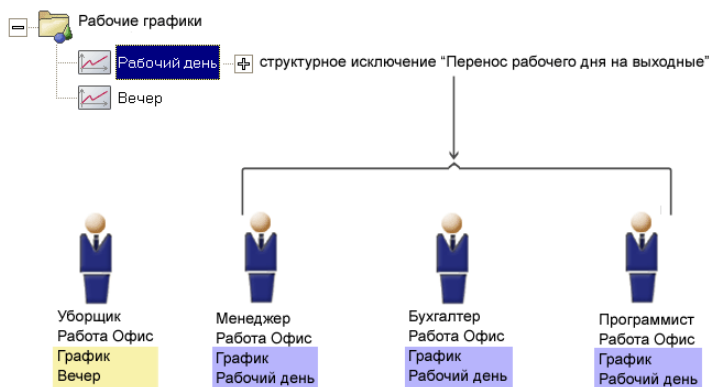 Рабочие графики
Рабочий день структурное исключение “Перенос рабочего дня на выходные”
Вечер
Уборщик
Работа Офис
График
Вечер
Менеджер
Работа Офис
График
Рабочий день
Бухгалтер
Работа Офис
График
Рабочий день
Программист
Работа Офис
График
Рабочий день